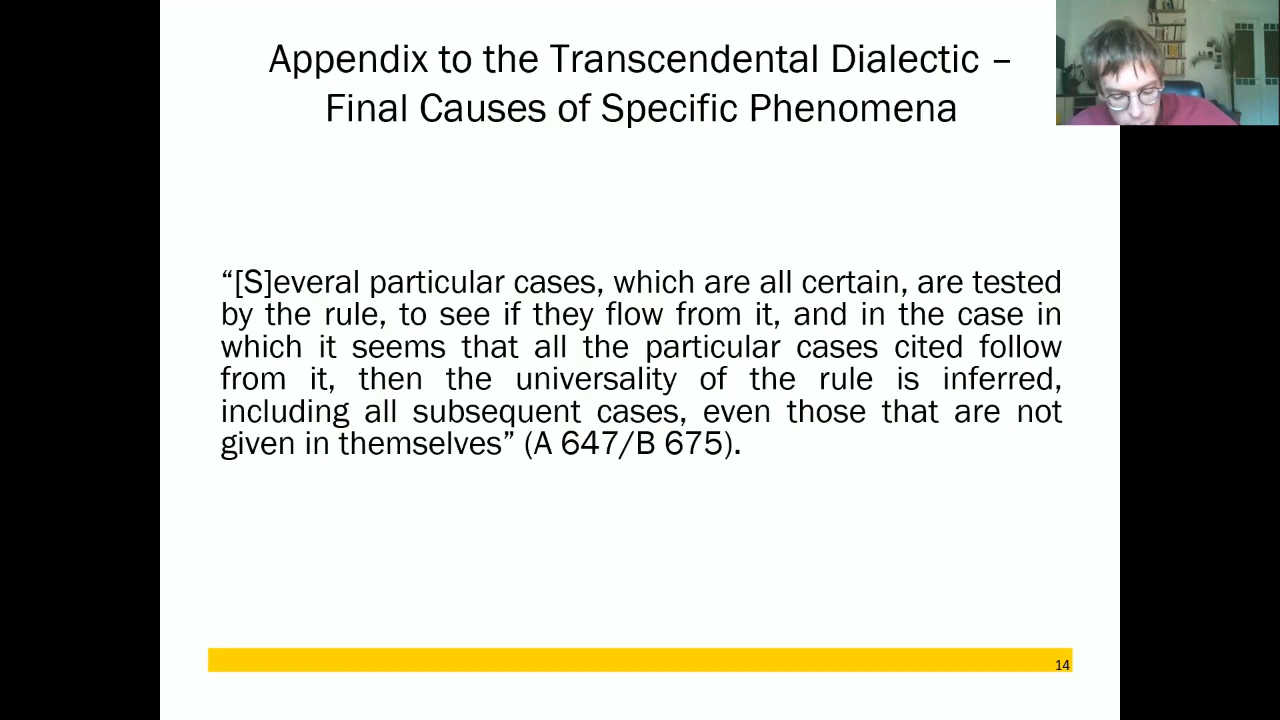 Appendix to the Transcendental Dialectic –
Final Causes of Specific Phenomena
“[S]everal particular cases, which are all certain, are tested
by the rule, to see if they flow from it, and in the case in
which it seems that all the particular cases cited follow
from it, then the universality of the rule is inferred,
including all subsequent cases, even those that are not
given in themselves” (A 647/B 675).
14